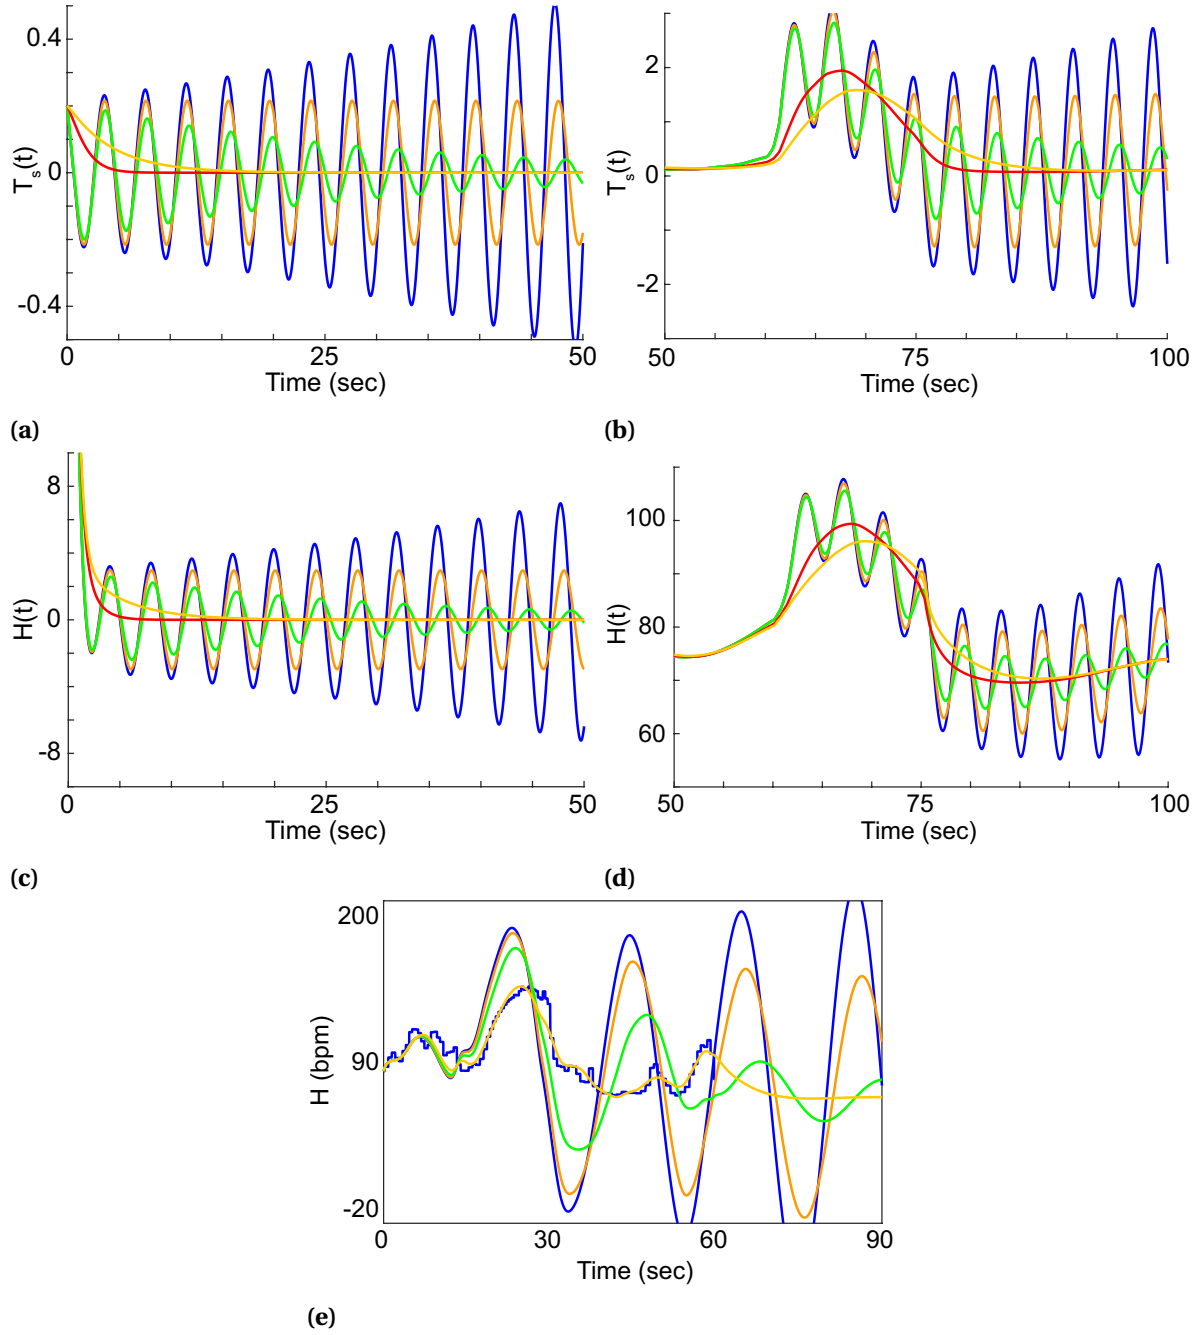 0.4
0
-0.4
T_s(t)
0 25 50
Time (sec)
(a)
2
0
-2
T_s(t)
50 75 100
Time (sec)
(b)
8
0
-8
H(t)
0 25 50
Time (sec)
(c)
100
80
60
H(t)
50 75 100
Time (sec)
(d)
200
90
-20
H (bpm)
0 30 60 90
Time (sec)
(e)